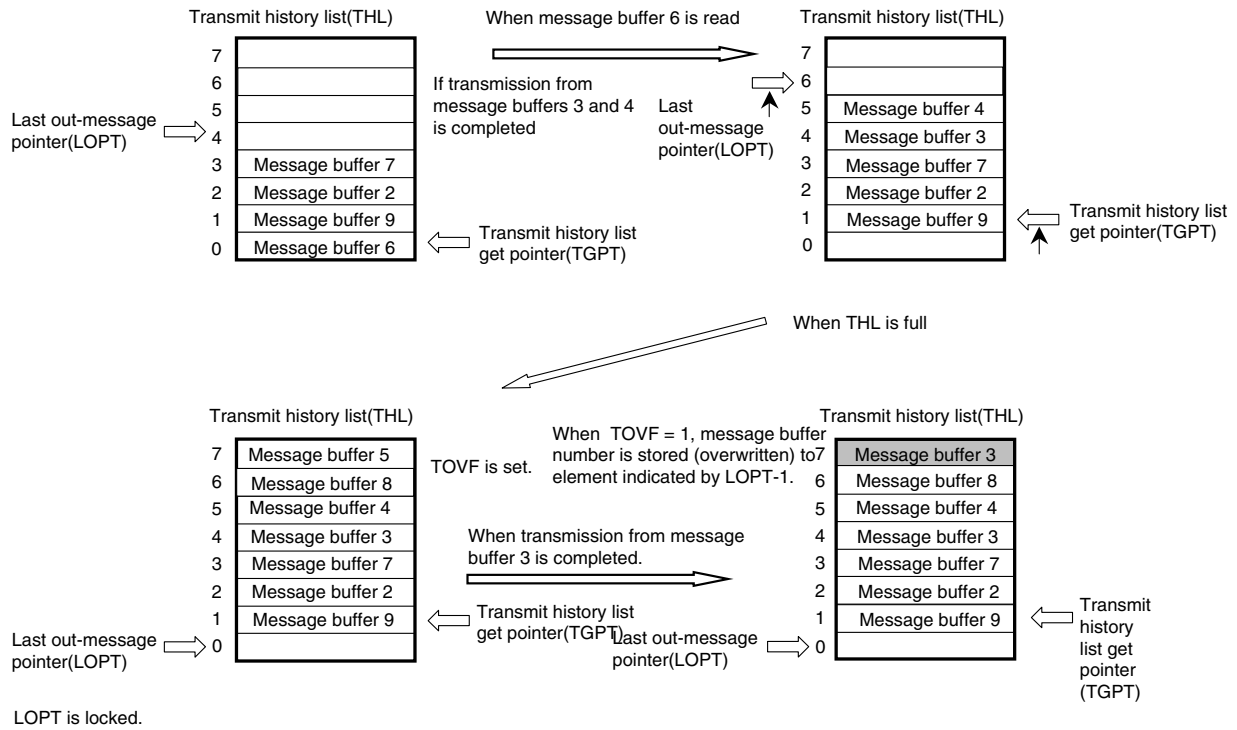 Transmit history list(THL)
7
6
5
4
3 Message buffer 7
2 Message buffer 2
1 Message buffer 9
0 Message buffer 6
Last out-message
pointer(LOPT)
Transmit history list
get pointer(TGPT)
When message buffer 6 is read
If transmission from
message buffers 3 and 4
is completed
Transmit history list(THL)
7
6
5 Message buffer 4
4 Message buffer 3
3 Message buffer 7
2 Message buffer 2
1 Message buffer 9
0
Last
out-message
pointer(LOPT)
Transmit history list
get pointer(TGPT)
When THL is full
Transmit history list(THL)
7 Message buffer 5
6 Message buffer 8
5 Message buffer 4
4 Message buffer 3
3 Message buffer 7
2 Message buffer 2
1 Message buffer 9
0
Last out-message
pointer(LOPT)
LOPT is locked.
TOVF is set.
Transmit history list
get pointer(TGPT)
When TOVF = 1, message buffer
number is stored (overwritten) to
element indicated by LOPT-1.
When transmission from message
buffer 3 is completed.
Transmit history list(THL)
7 Message buffer 3
6 Message buffer 8
5 Message buffer 4
4 Message buffer 3
3 Message buffer 7
2 Message buffer 2
1 Message buffer 9
0
Last out-message
pointer(LOPT)
Transmit
history
list get
pointer
(TGPT)